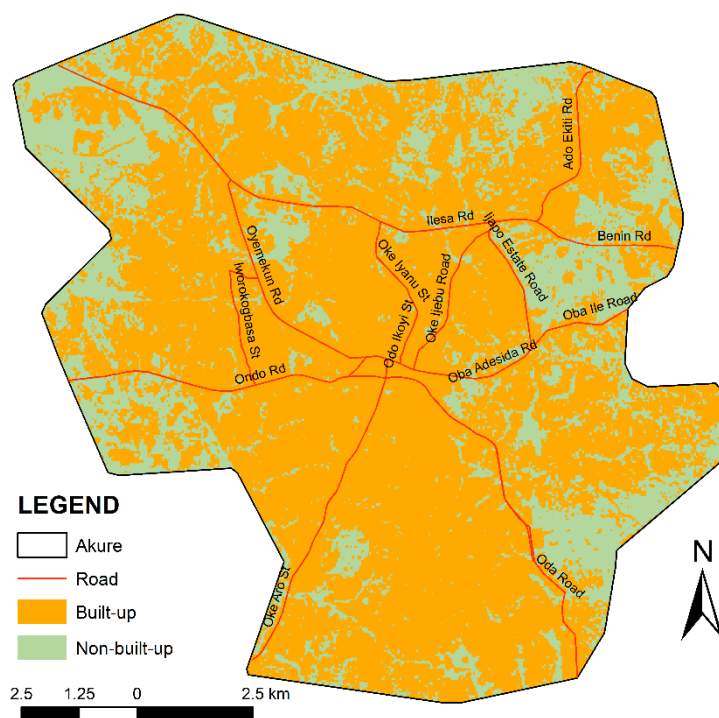 Ado Ekiti Rd
Ilesa Rd
Ijapo Estate Road
Benin Rd
Oyemekun Rd
Oke Iyanu St
Oke Ijebu Road
Iworokogbasa St
Odo Ikoyi St
Oba Ile Road
Ondo Rd
Oba Adesida Rd
Oke Aro St
Oda Road
LEGEND
Akure
Road
Built-up
Non-built-up
N
2.5 1.25 0 2.5 km